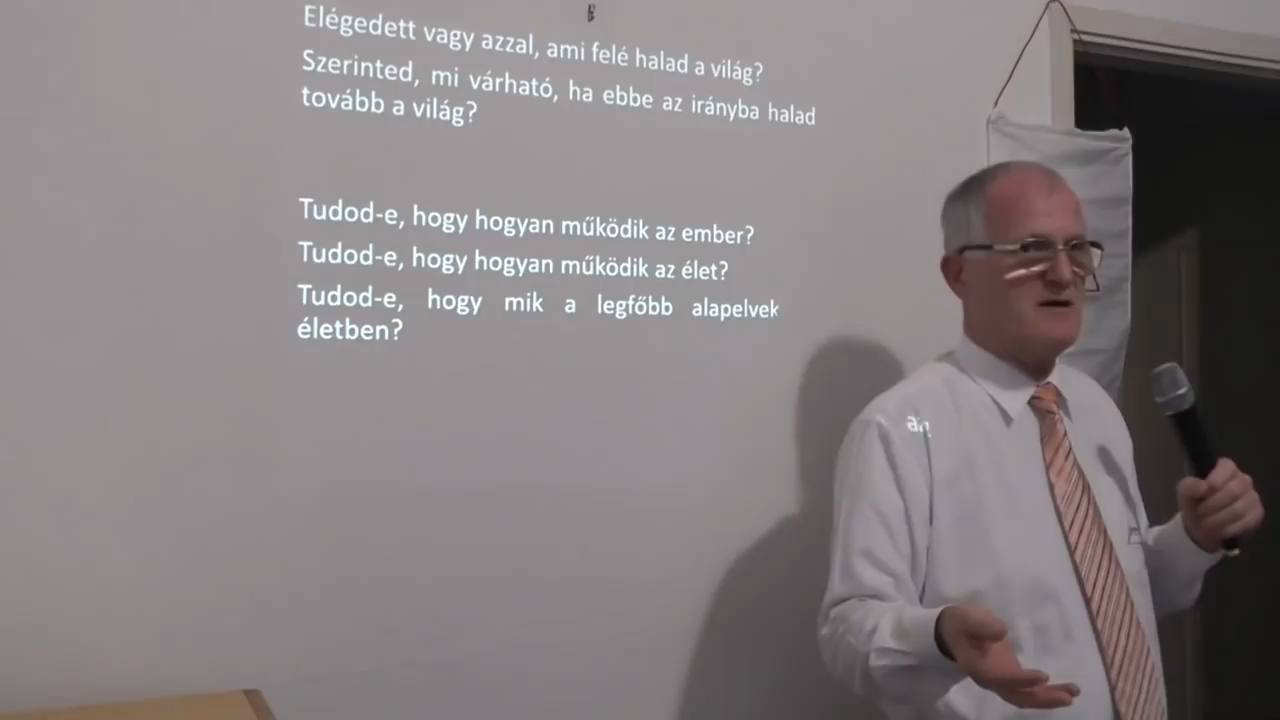 Elégedett vagy azzal, ami felé halad a világ?
Szerinted, mi várható, ha ebbe az irányba halad
tovább a világ?
Tudod-e, hogy hogyan működik az ember?
Tudod-e, hogy hogyan működik az élet?
Tudod-e, hogy mik a legfőbb alapelvek
életben?